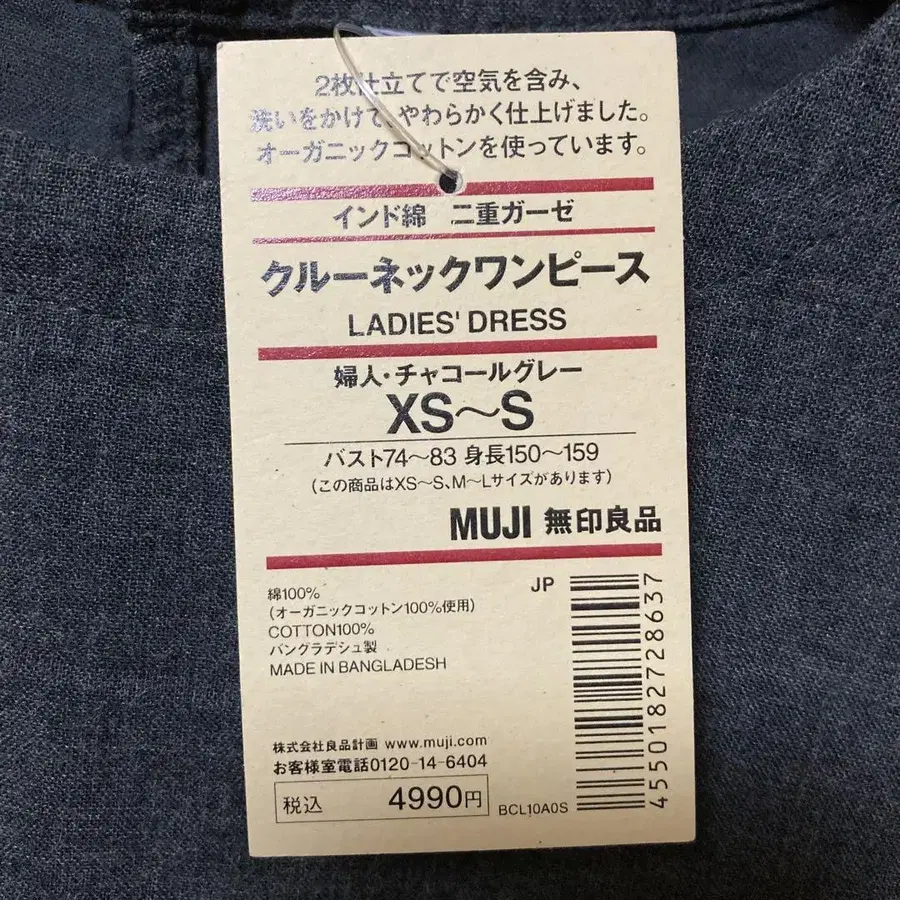 2枚仕立てで空気を含み、
洗いをかけて、やわらかく仕上げました。
オーガニックコットンを使っています。
インド綿 二重ガーゼ
クルーネックワンピース
LADIES' DRESS
婦人・チャコールグレー
XS〜S
バスト74〜83 身長150〜159
(この商品はXS〜S、M〜Lサイズがあります)
MUJI 無印良品
JP
綿100%
(オーガニックコットン100%使用)
COTTON100%
バングラデシュ製
MADE IN BANGLADESH
株式会社良品計画 www.muji.com
お客様室電話0120-14-6404
税込 4990円
BCL10A0S
4550182728637